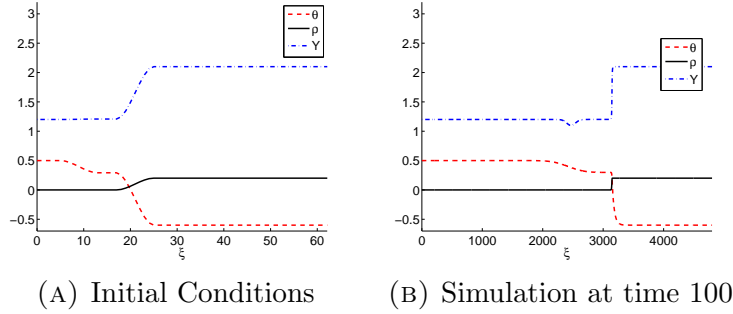 3
2.5
2
1.5
1
0.5
0
−0.5
0 10 20 30 40 50 60
ξ
θ
ρ
Y
3
2.5
2
1.5
1
0.5
0
−0.5
0 1000 2000 3000 4000
ξ
θ
ρ
Y
(A) Initial Conditions
(B) Simulation at time 100